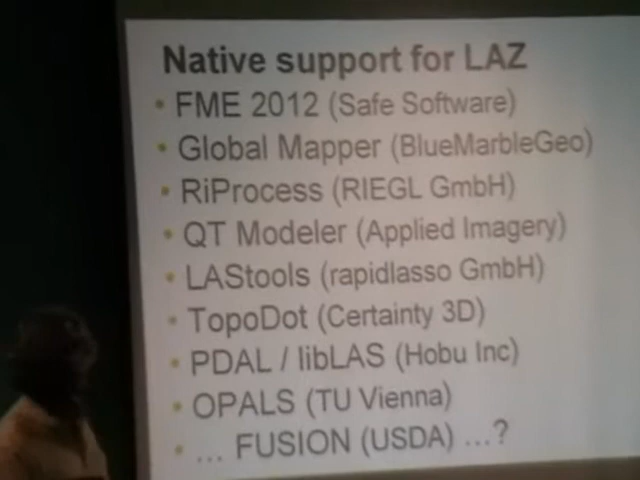 Native support for LAZ
• FME 2012 (Safe Software)
• Global Mapper (BlueMarbleGeo)
• RiProcess (RIEGL GmbH)
• QT Modeler (Applied Imagery)
• LAStools (rapidlasso GmbH)
• TopoDot (Certainty 3D)
• PDAL / libLAS (Hobu Inc)
• OPALS (TU Vienna)
• ... FUSION (USDA) ...?